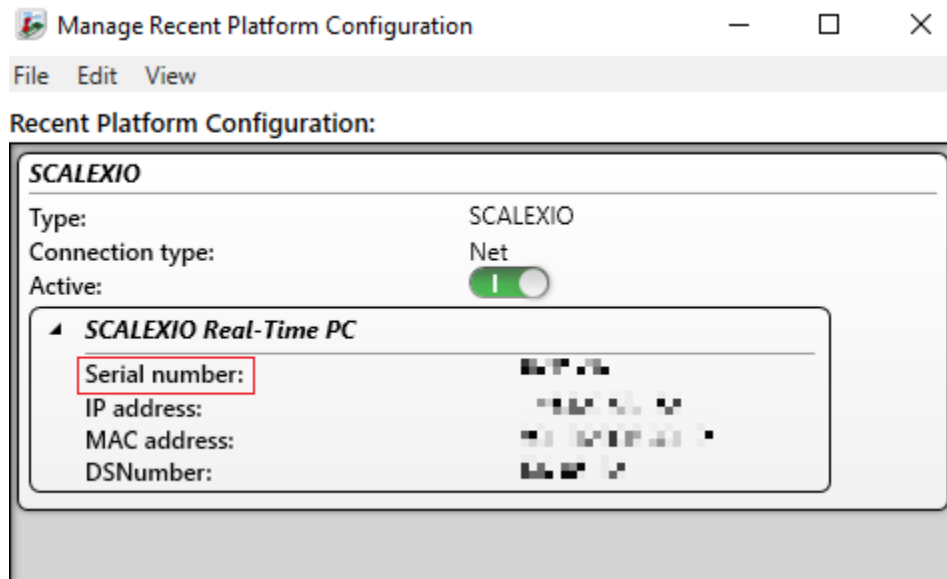 Manage Recent Platform Configuration
File Edit View
Recent Platform Configuration:
SCALEXIO
Type: SCALEXIO
Connection type: Net
Active:
SCALEXIO Real-Time PC
Serial number:
IP address:
MAC address:
DSNumber: